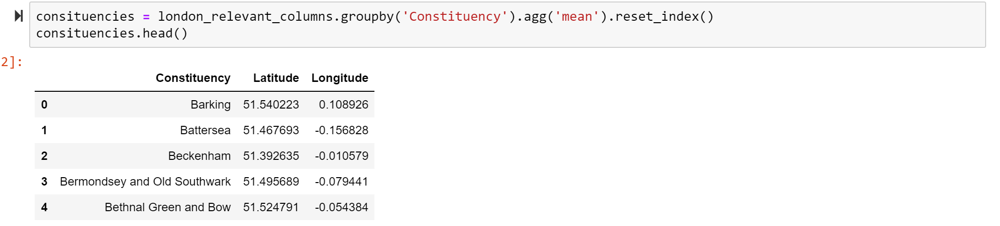 consituencies = london_relevant_columns.groupby('Constituency').agg('mean').reset_index()
consituencies.head()
2]:
Constituency Latitude Longitude
0 Barking 51.540223 0.108926
1 Battersea 51.467693 -0.156828
2 Beckenham 51.392635 -0.010579
3 Bermondsey and Old Southwark 51.495689 -0.079441
4 Bethnal Green and Bow 51.524791 -0.054384